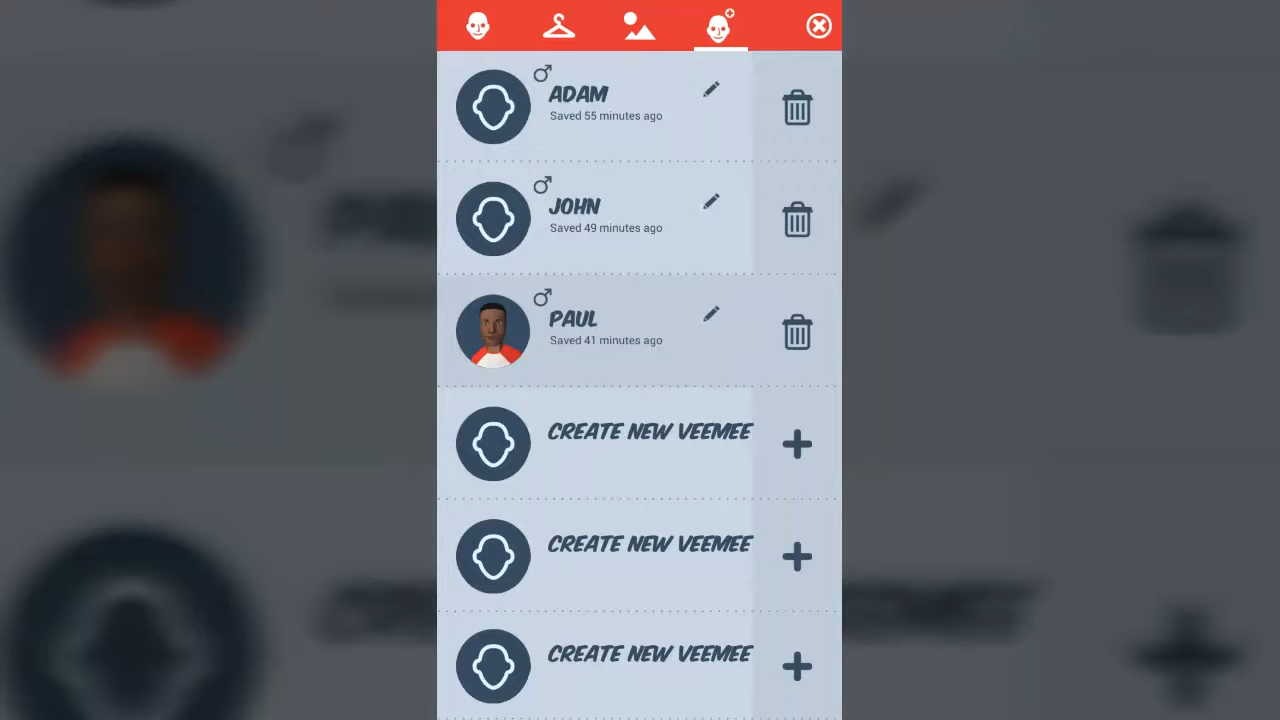 ADAM
Saved 55 minutes ago
JOHN
Saved 49 minutes ago
PAUL
Saved 41 minutes ago
CREATE NEW VEEMEE
CREATE NEW VEEMEE
CREATE NEW VEEMEE